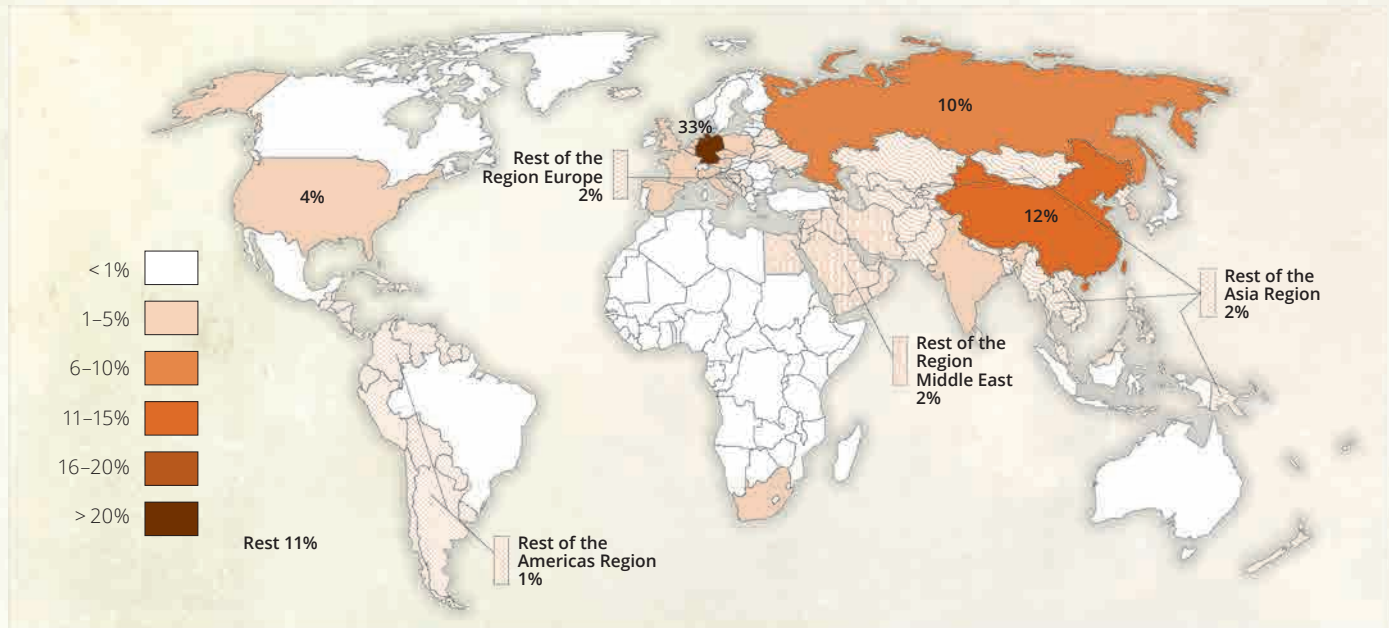 10%
33%
Rest of the
Region Europe
2%
4%
12%
< 1%
1–5%
6–10%
11–15%
16–20%
> 20%
Rest of the
Asia Region
2%
Rest of the
Region
Middle East
2%
Rest 11%
Rest of the
Americas Region
1%